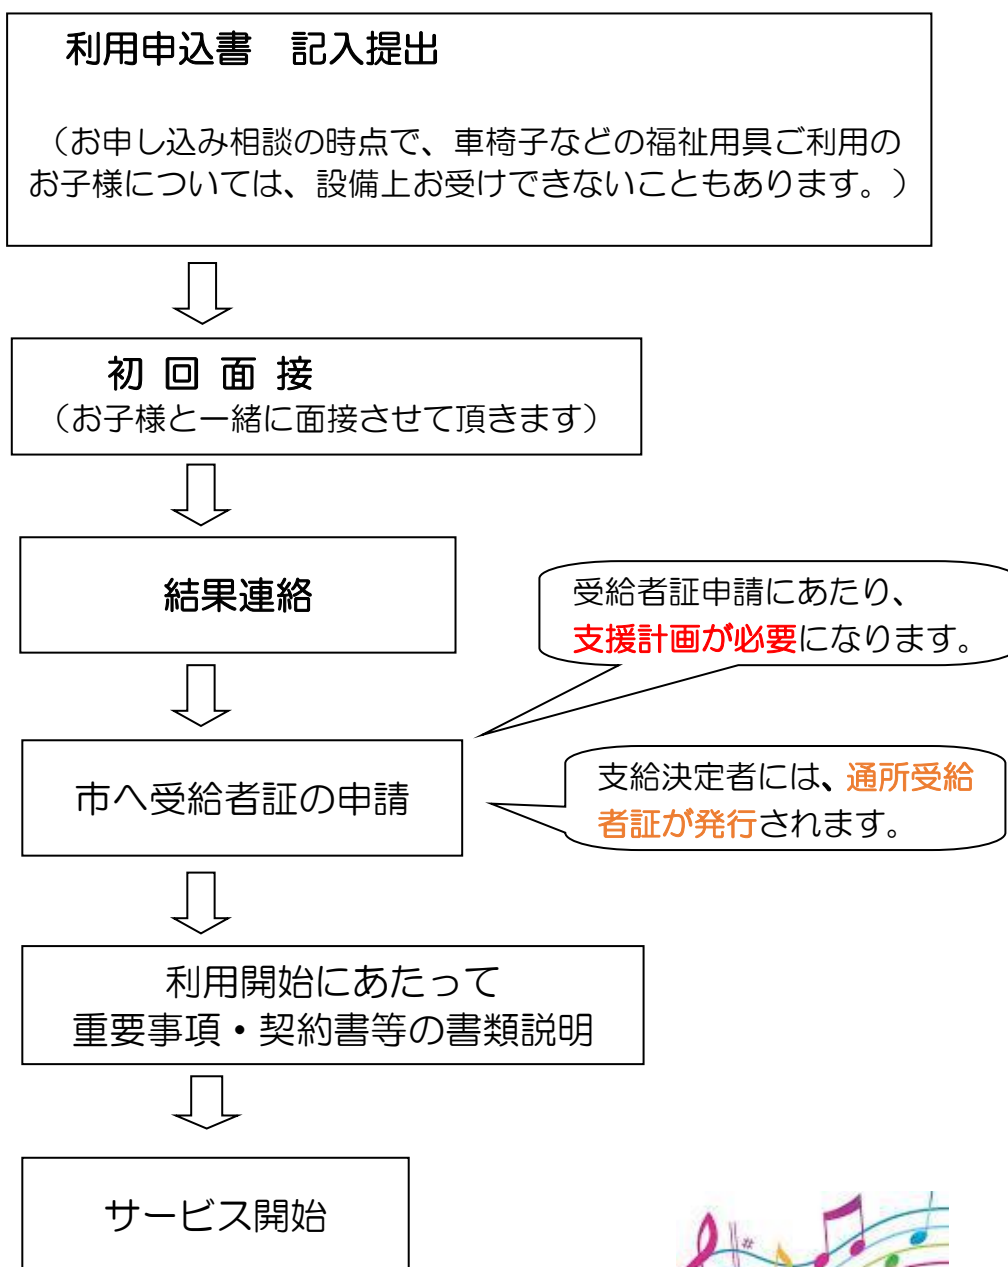 利用申込書　記入提出
（お申し込み相談の時点で、車椅子などの福祉用具ご利用の
お子様については、設備上お受けできないこともあります。）
初 回 面 接
（お子様と一緒に面接させて頂きます）
結果連絡
受給者証申請にあたり、
支援計画が必要になります。
市へ受給者証の申請
支給決定者には、通所受給
者証が発行されます。
利用開始にあたって
重要事項・契約書等の書類説明
サービス開始